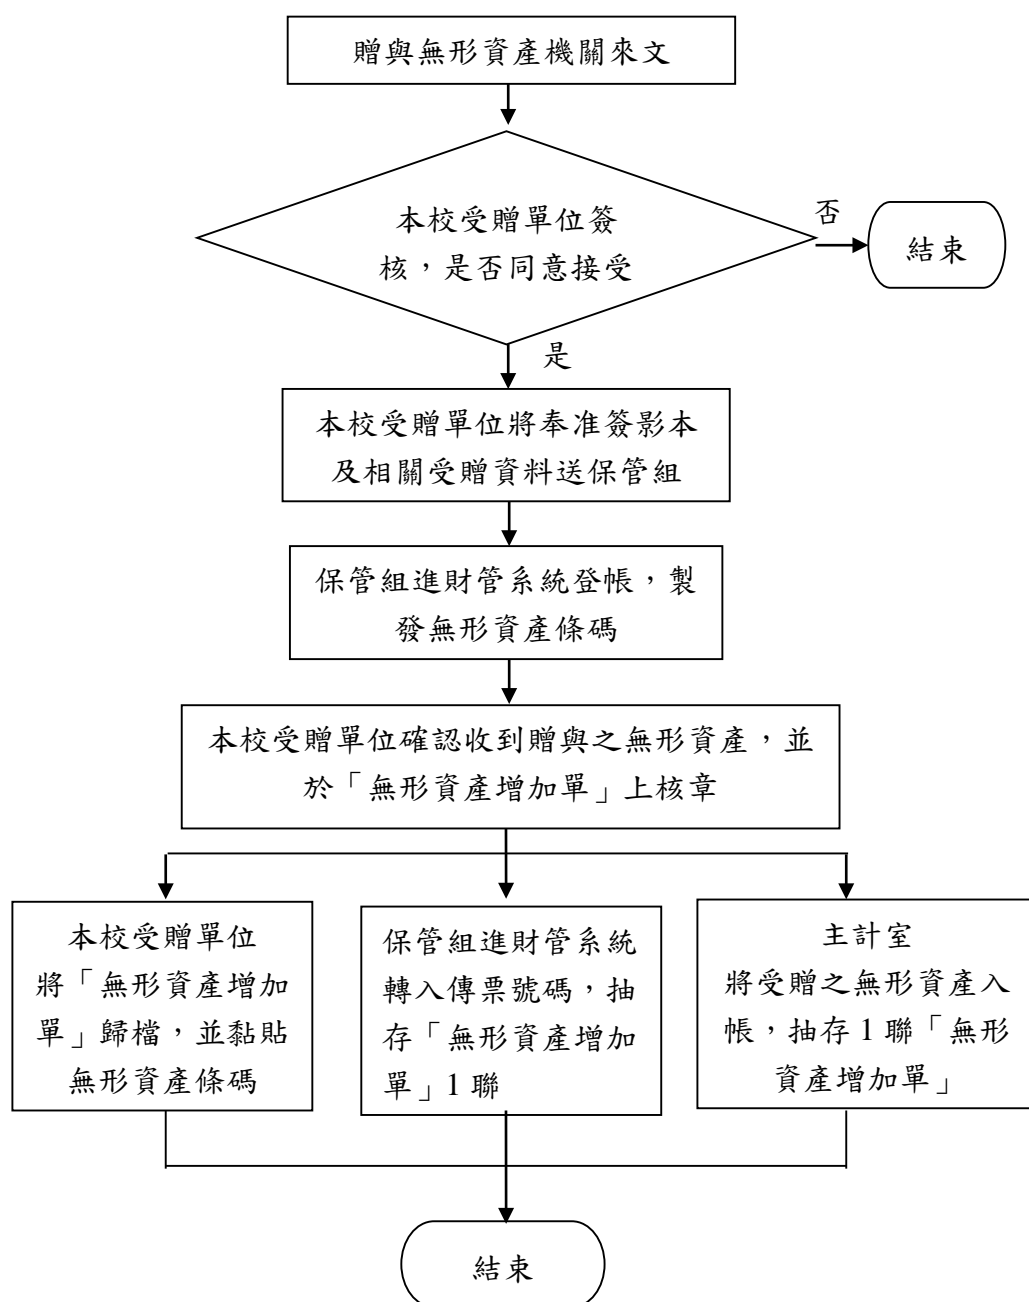 贈與無形資產機關來文
本校受贈單位簽
核，是否同意接受
否
結束
是
本校受贈單位將奉准簽影本
及相關受贈資料送保管組
保管組進財管系統登帳，製
發無形資產條碼
本校受贈單位確認收到贈與之無形資產，並
於「無形資產增加單」上核章
本校受贈單位
將「無形資產增加
單」歸檔，並黏貼
無形資產條碼
保管組進財管系統
轉入傳票號碼，抽
存「無形資產增加
單」1 聯
主計室
將受贈之無形資產入
帳，抽存 1 聯「無形
資產增加單」
結束